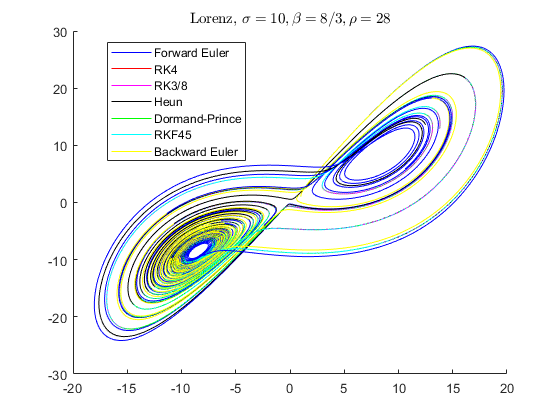 Lorenz, σ = 10, β = 8/3, ρ = 28
30
20
10
0
-10
-20
-30
Forward Euler
RK4
RK3/8
Heun
Dormand-Prince
RKF45
Backward Euler
-20 -15 -10 -5 0 5 10 15 20